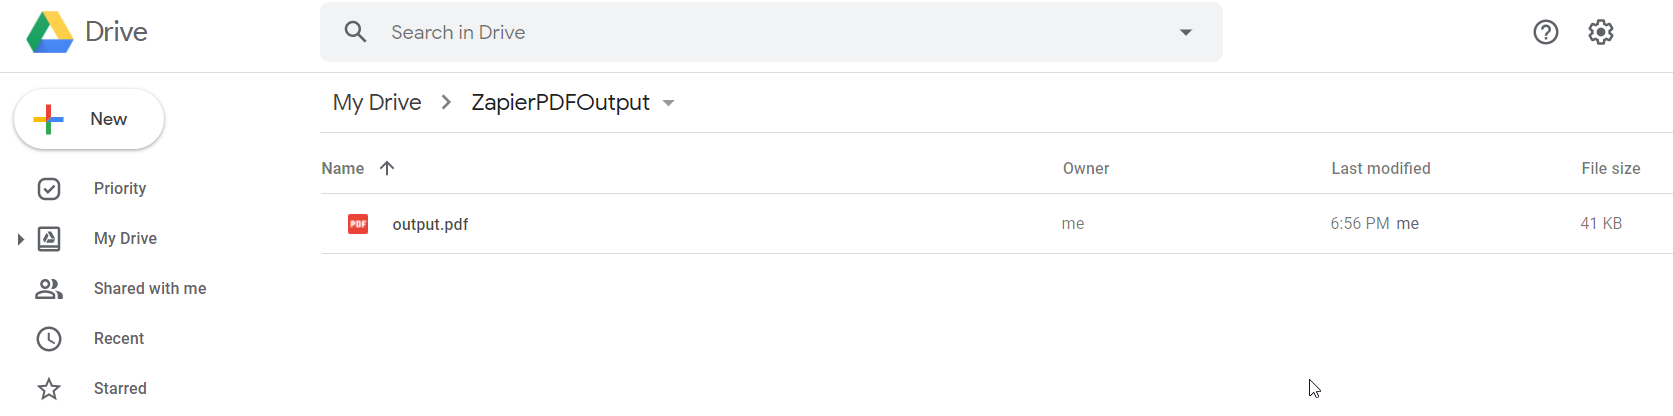 Drive
Search in Drive
New
My Drive > ZapierPDFOutput
Name Owner Last modified File size
PDF output.pdf me 6:56 PM me 41 KB
Priority
My Drive
Shared with me
Recent
Starred